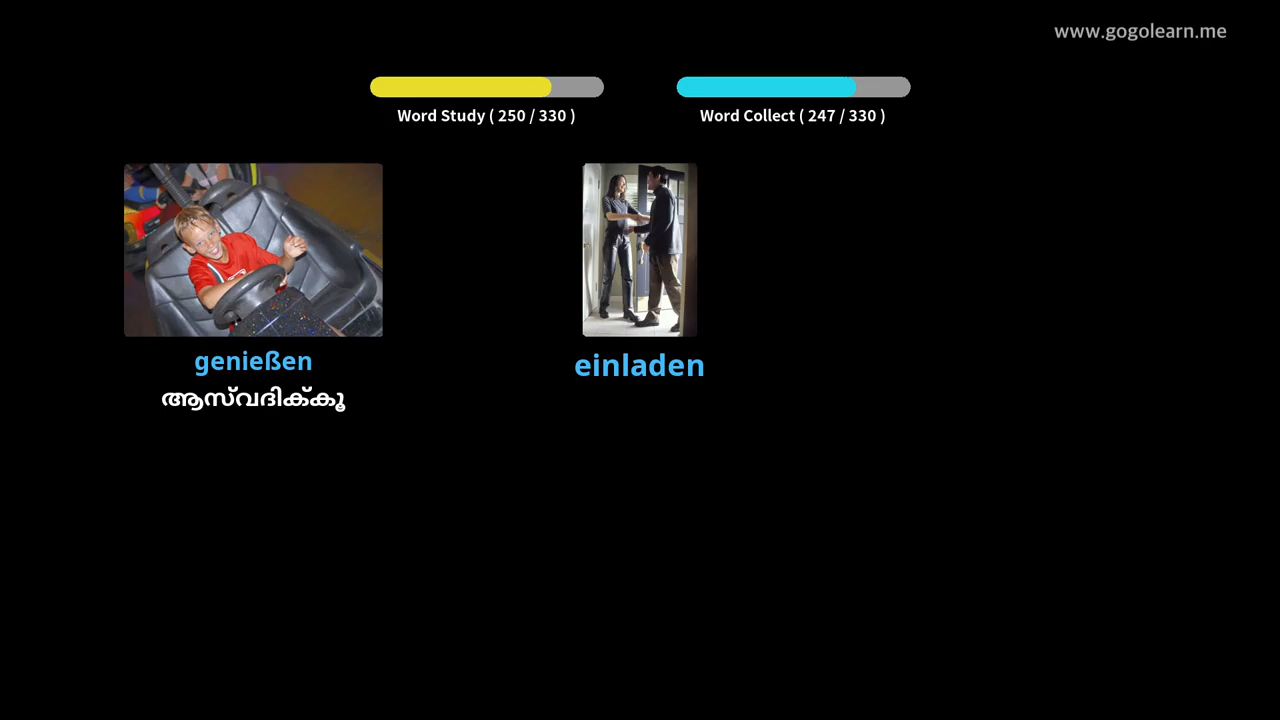 www.gogolearn.me
Word Study ( 250 / 330 )
Word Collect ( 247 / 330 )
genießen
ആസ്വദിക്കൂ
einladen